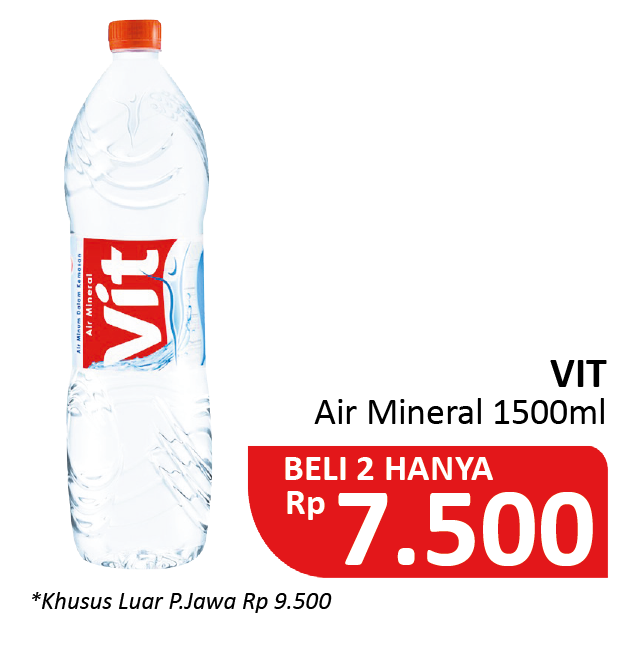 Vit
Air Mineral
Air Minum Dalam Kemasan
VIT
Air Mineral 1500ml
BELI 2 HANYA
Rp 7.500
*Khusus Luar P.Jawa Rp 9.500